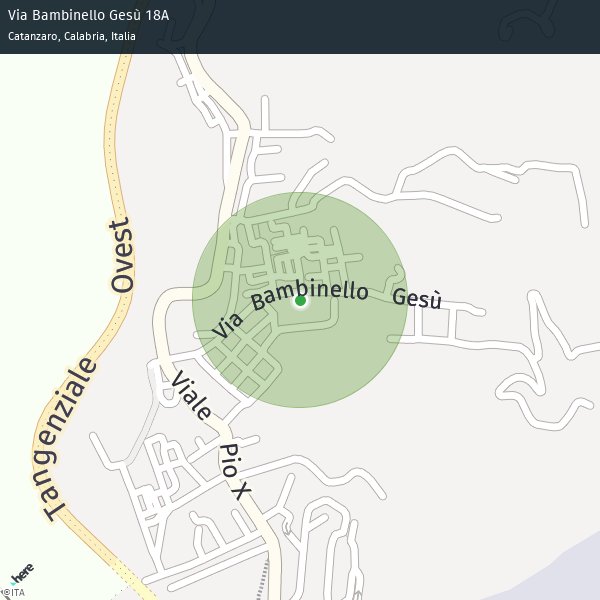 Via Bambinello Gesù 18A
Catanzaro, Calabria, Italia
Tangenziale Ovest
Via Bambinello Gesù
Viale Pio X
here
©ITA